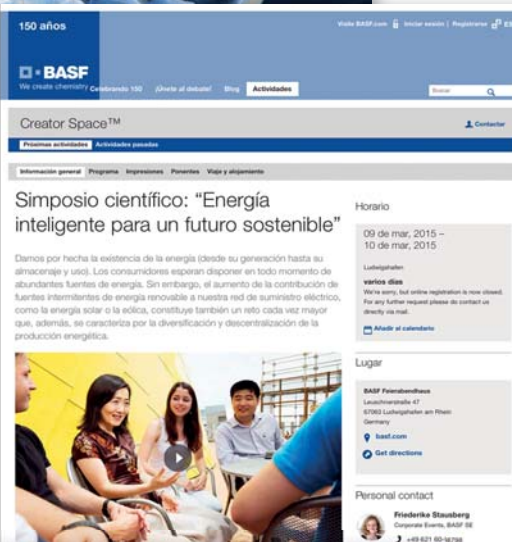 150 años
Visite BASF.com Iniciar sesión | Registrarse ES
BASF
We create chemistry
Celebrando 150 ¡Únete al debate! Blog Actividades
Buscar
Creator Space™
Contactar
Próximas actividades Actividades pasadas
Información general Programa Impresiones Ponentes Viaje y alojamiento
Simposio científico: “Energía
inteligente para un futuro sostenible”
Damos por hecha la existencia de la energía (desde su generación hasta su
almacenaje y uso). Los consumidores esperan disponer en todo momento de
abundantes fuentes de energía. Sin embargo, el aumento de la contribución de
fuentes intermitentes de energía renovable a nuestra red de suministro eléctrico,
como la energía solar o la eólica, constituye también un reto cada vez mayor
que, además, se caracteriza por la diversificación y descentralización de la
producción energética.
Horario
09 de mar, 2015 –
10 de mar, 2015
Ludwigshafen
varios días
We're sorry, but online registration is now closed.
For any further request please do contact us
directly via mail.
Añadir al calendario
Lugar
BASF Feierabendhaus
Leuschnerstraße 47
67063 Ludwigshafen am Rhein
Germany
basf.com
Get directions
Personal contact
Friederike Stausberg
Corporate Events, BASF SE
+49 621 60-56798